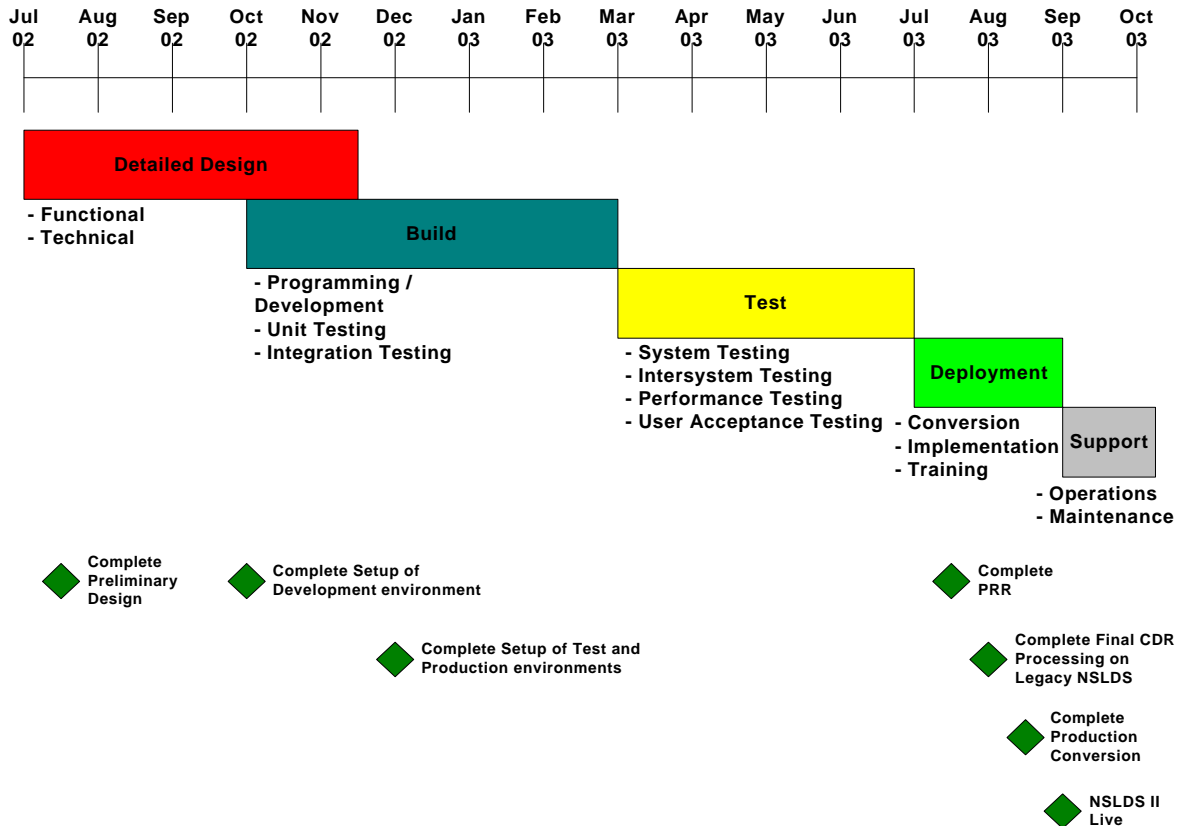 Jul Aug Sep Oct Nov Dec Jan Feb Mar Apr May Jun Jul Aug Sep Oct
02 02 02 02 02 02 03 03 03 03 03 03 03 03 03 03
Detailed Design
- Functional
- Technical
Build
- Programming /
Development
- Unit Testing
- Integration Testing
Test
- System Testing
- Intersystem Testing
- Performance Testing
- User Acceptance Testing
Deployment
- Conversion
- Implementation
- Training
Support
- Operations
- Maintenance
Complete
Preliminary
Design
Complete Setup of
Development environment
Complete
PRR
Complete Setup of Test and
Production environments
Complete Final CDR
Processing on
Legacy NSLDS
Complete
Production
Conversion
NSLDS II
Live